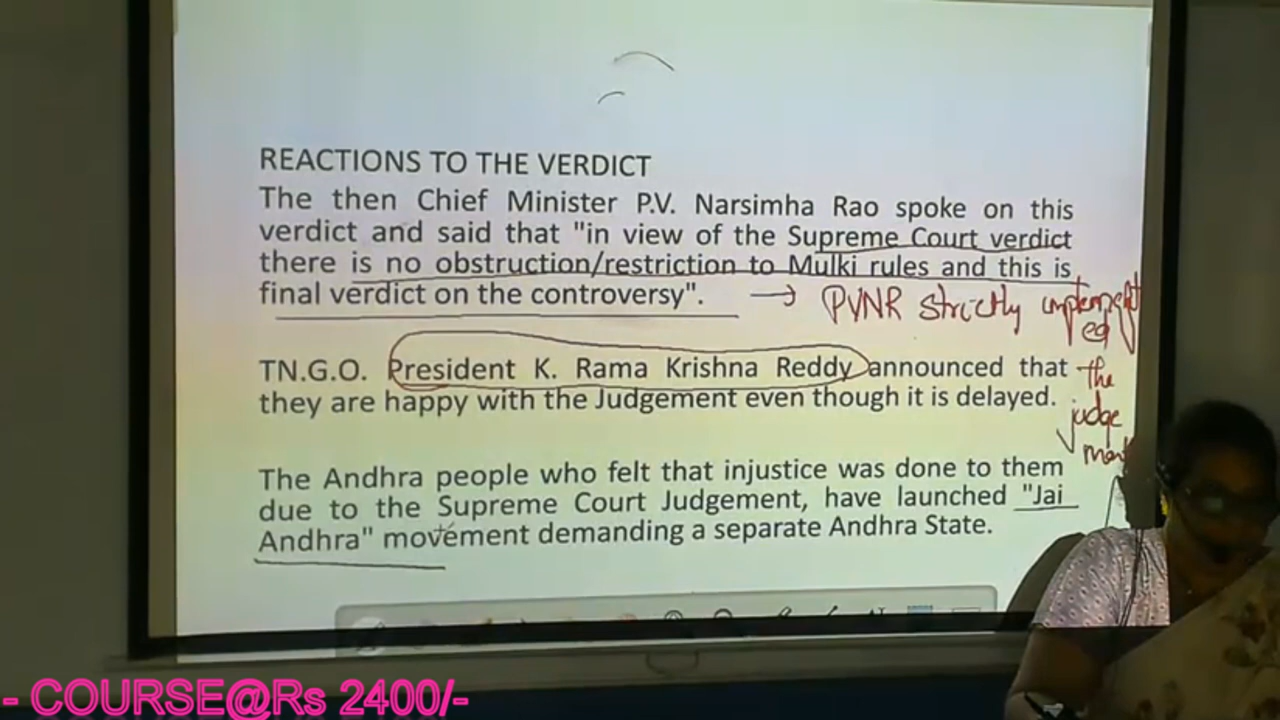 REACTIONS TO THE VERDICT
The then Chief Minister P.V. Narsimha Rao spoke on this
verdict and said that "in view of the Supreme Court verdict
there is no obstruction/restriction to Mulki rules and this is
final verdict on the controversy".
→ PVNR strictly implement
ed
the
judge
ment
TN.G.O. President K. Rama Krishna Reddy announced that
they are happy with the Judgement even though it is delayed.
The Andhra people who felt that injustice was done to them
due to the Supreme Court Judgement, have launched "Jai
Andhra" movement demanding a separate Andhra State.
- COURSE@Rs 2400/-